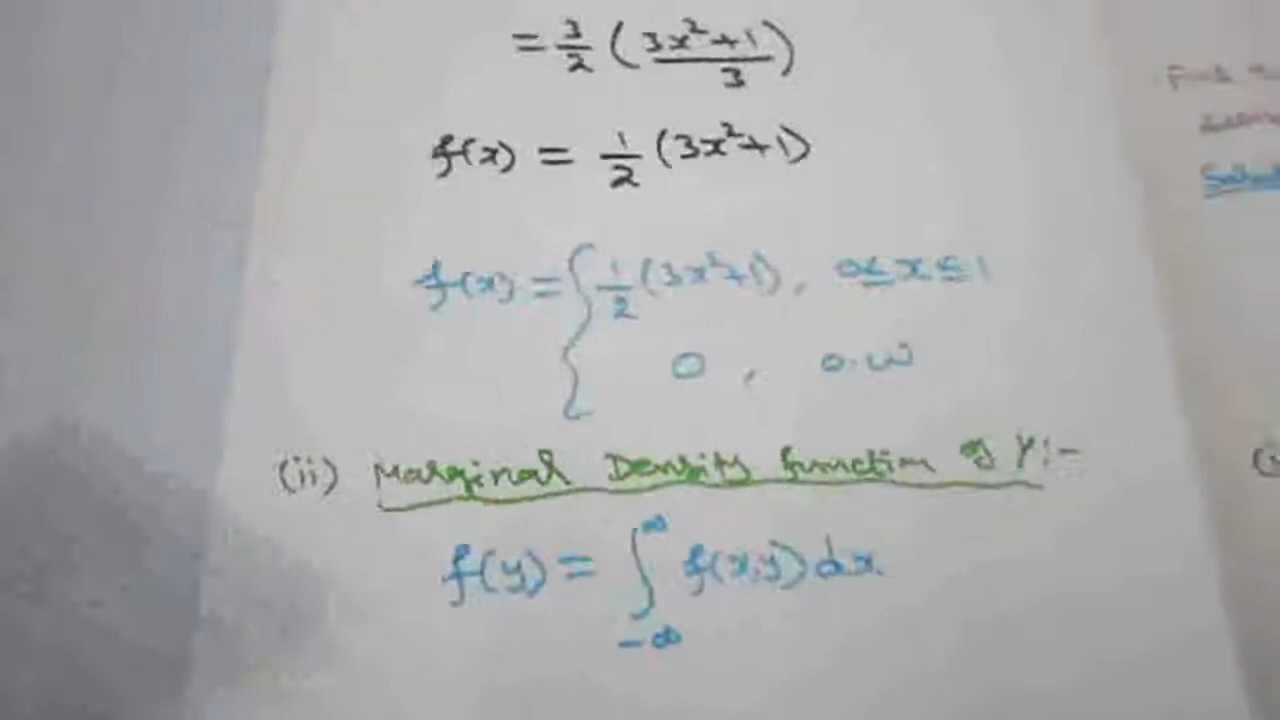 = 3/2 (3x²+1 / 3)
f(x) = 1/2 (3x²+1)
f(x) = { 1/2 (3x²+1), 0≤x≤1
0 , o.w
(ii) Marginal Density function of Y:-
f(y) = ∫_{-∞}^{∞} f(x,y) dx.